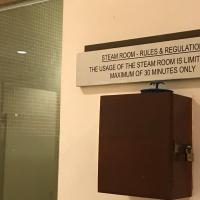 STEAM ROOM - RULES & REGULATION
THE USAGE OF THE STEAM ROOM IS LIMIT
MAXIMUM OF 30 MINUTES ONLY